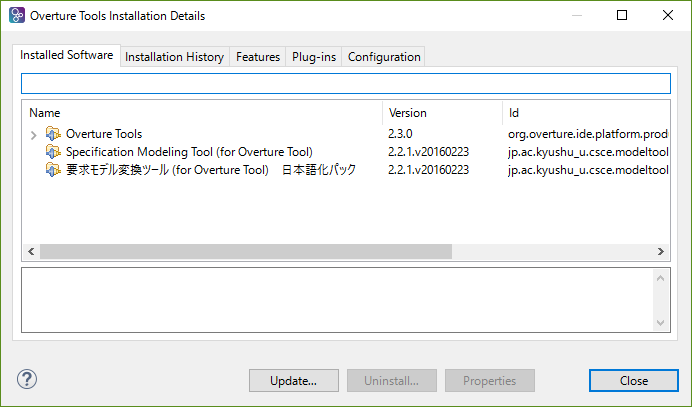 Overture Tools Installation Details
Installed Software Installation History Features Plug-ins Configuration
Name Version Id
Overture Tools 2.3.0 org.overture.ide.platform.prod
Specification Modeling Tool (for Overture Tool) 2.2.1.v20160223 jp.ac.kyushu_u.csce.modeltool
要求モデル変換ツール (for Overture Tool)　日本語化パック 2.2.1.v20160223 jp.ac.kyushu_u.csce.modeltool
? Update... Uninstall... Properties Close